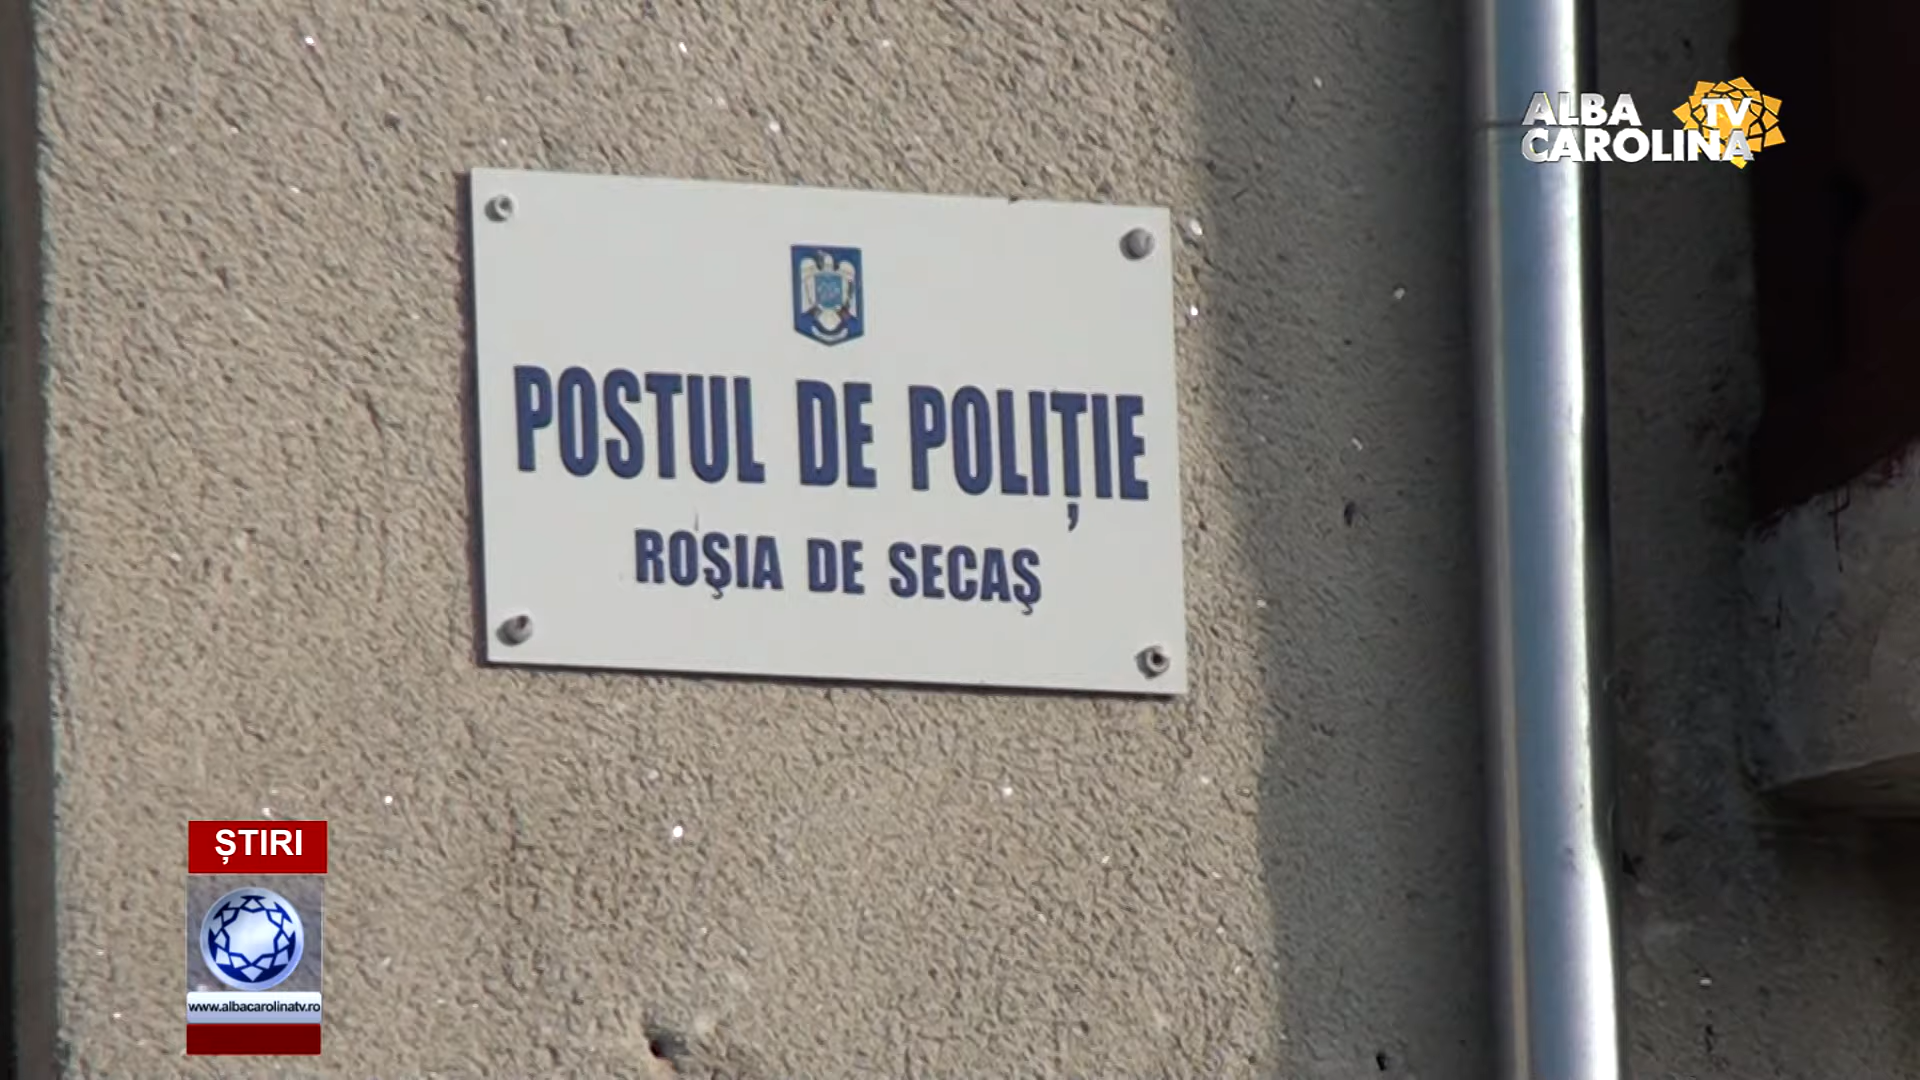 ALBA
TV
CAROLINA
POSTUL DE POLIȚIE
ROŞIA DE SECAŞ
ȘTIRI
www.albacarolinatv.ro